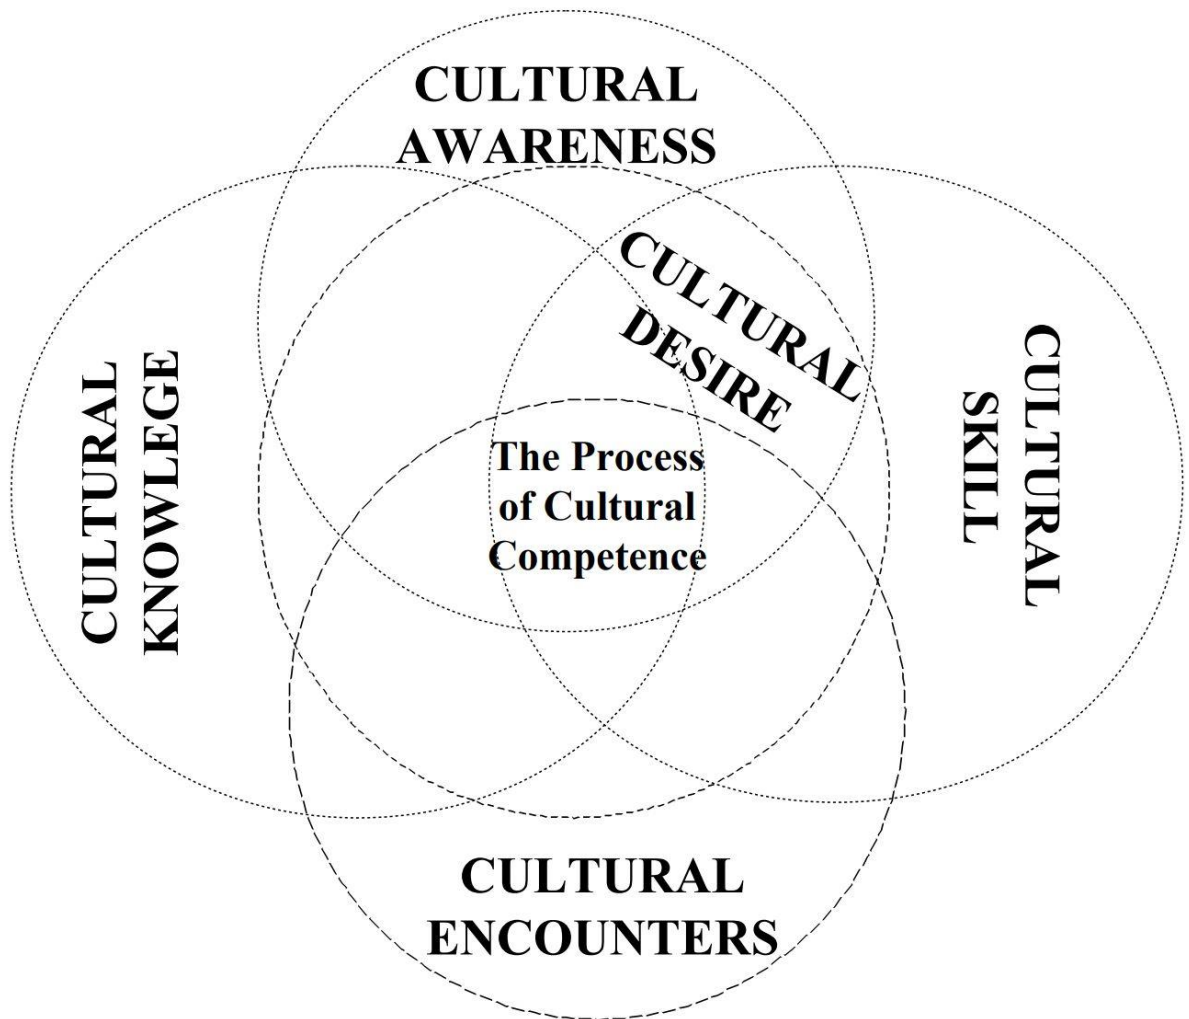 CULTURAL
AWARENESS
CULTURAL
DESIRE
CULTURAL
KNOWLEGE
The Process
of Cultural
Competence
CULTURAL
SKILL
CULTURAL
ENCOUNTERS